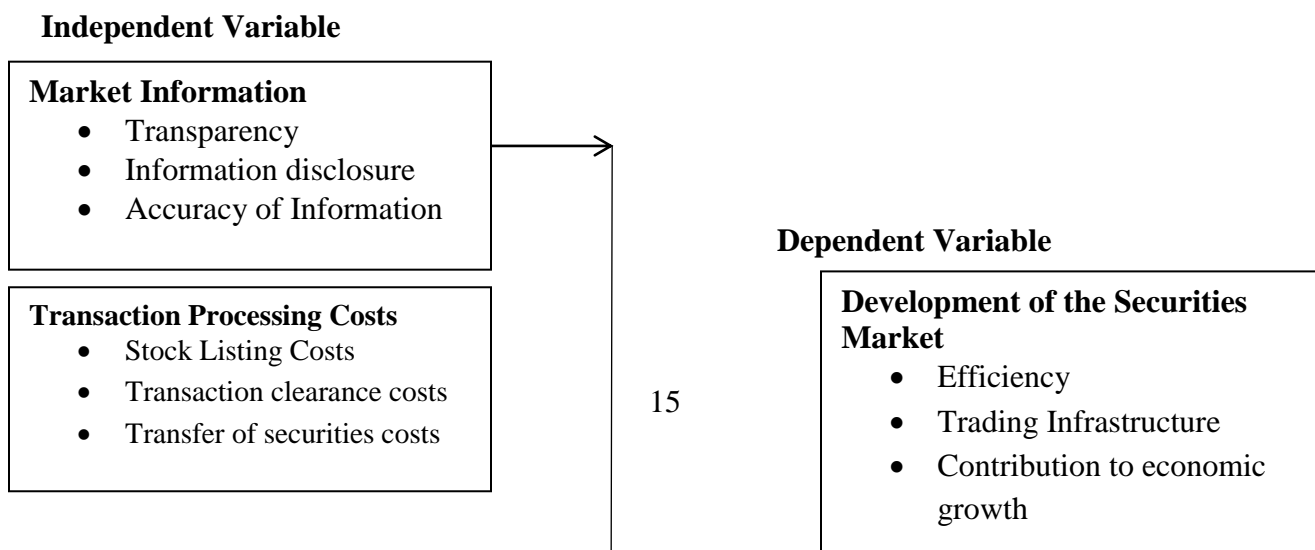 Independent Variable
Market Information
• Transparency
• Information disclosure
• Accuracy of Information
Transaction Processing Costs
• Stock Listing Costs
• Transaction clearance costs
• Transfer of securities costs
15
Dependent Variable
Development of the Securities
Market
• Efficiency
• Trading Infrastructure
• Contribution to economic
growth